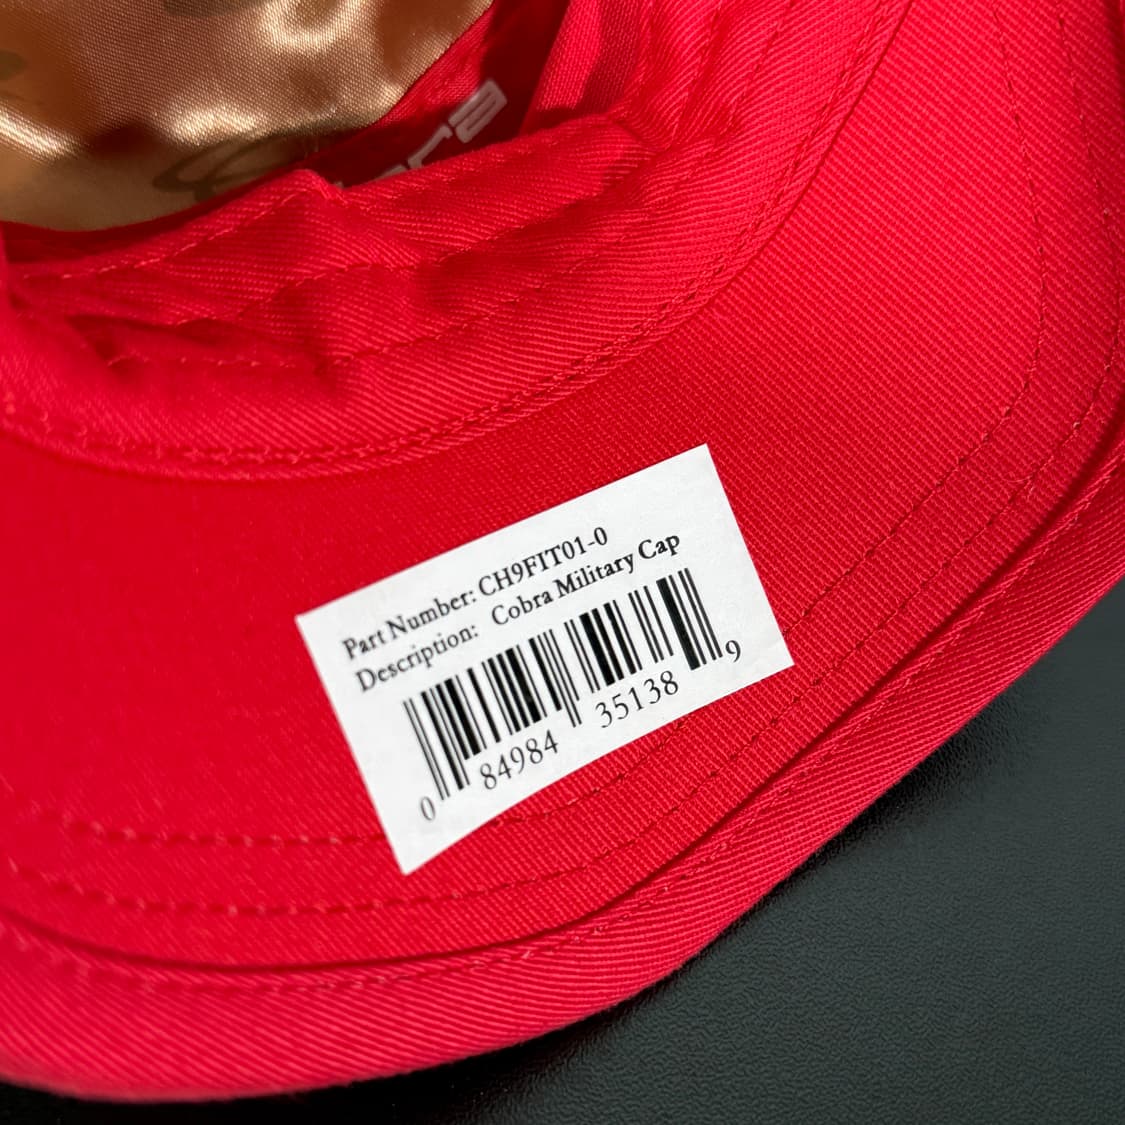 Part Number: CH9FIT01-0
Description: Cobra Military Cap
0 84984 35138 9